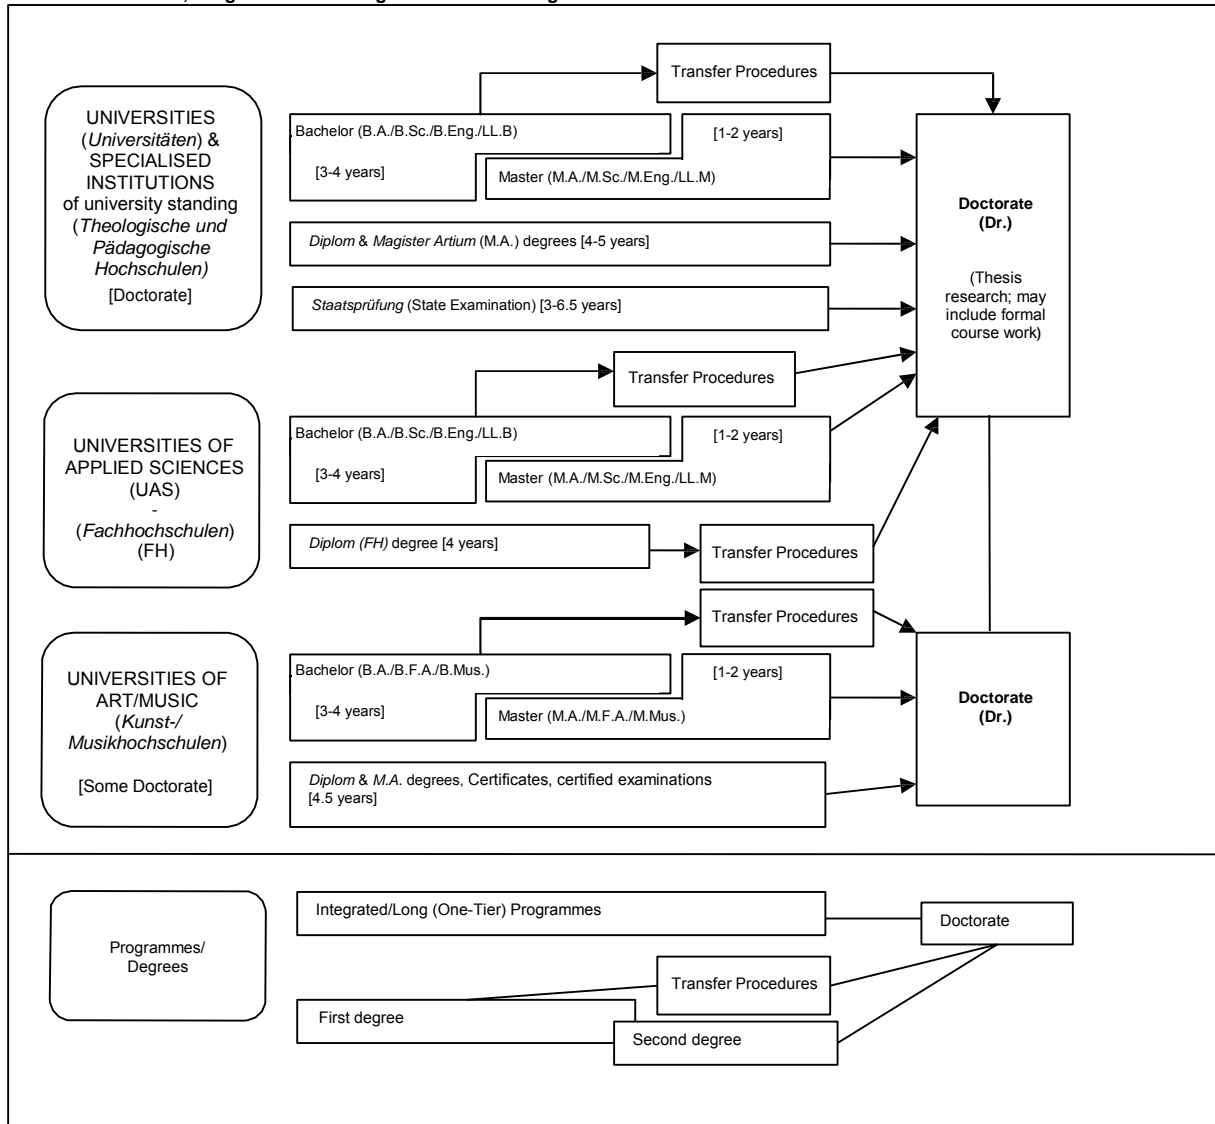 Transfer Procedures
UNIVERSITIES
(Universitäten) &
SPECIALISED
INSTITUTIONS
of university standing
(Theologische und
Pädagogische
Hochschulen)
[Doctorate]
Bachelor (B.A./B.Sc./B.Eng./LL.B)
[3-4 years]
[1-2 years]
Master (M.A./M.Sc./M.Eng./LL.M)
Diplom & Magister Artium (M.A.) degrees [4-5 years]
Staatsprüfung (State Examination) [3-6.5 years]
Doctorate
(Dr.)
(Thesis
research; may
include formal
course work)
Transfer Procedures
UNIVERSITIES OF
APPLIED SCIENCES
(UAS)
-
(Fachhochschulen)
(FH)
Bachelor (B.A./B.Sc./B.Eng./LL.B)
[3-4 years]
[1-2 years]
Master (M.A./M.Sc./M.Eng./LL.M)
Diplom (FH) degree [4 years]
Transfer Procedures
Transfer Procedures
UNIVERSITIES OF
ART/MUSIC
(Kunst-/
Musikhochschulen)
[Some Doctorate]
Bachelor (B.A./B.F.A./B.Mus.)
[3-4 years]
[1-2 years]
Master (M.A./M.F.A./M.Mus.)
Diplom & M.A. degrees, Certificates, certified examinations
[4.5 years]
Doctorate
(Dr.)
Programmes/
Degrees
Integrated/Long (One-Tier) Programmes
Doctorate
Transfer Procedures
First degree
Second degree